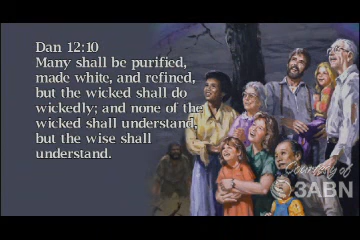 Dan 12:10
Many shall be purified,
made white, and refined,
but the wicked shall do
wickedly; and none of the
wicked shall understand,
but the wise shall
understand.
Courtesy of
3ABN